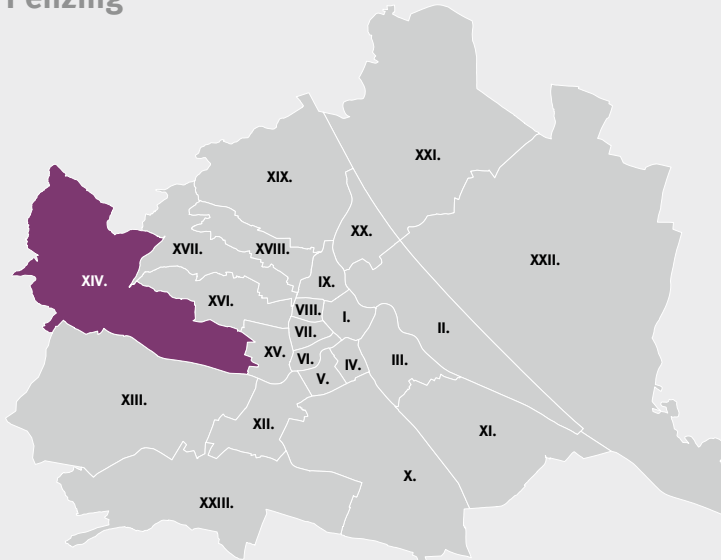 Penzing
XXI.
XIX.
XX.
XVII.
XVIII.
XXII.
XIV.
IX.
XVI.
VIII.
I.
II.
VII.
XV.
VI.
IV.
III.
V.
XIII.
XII.
XI.
X.
XXIII.